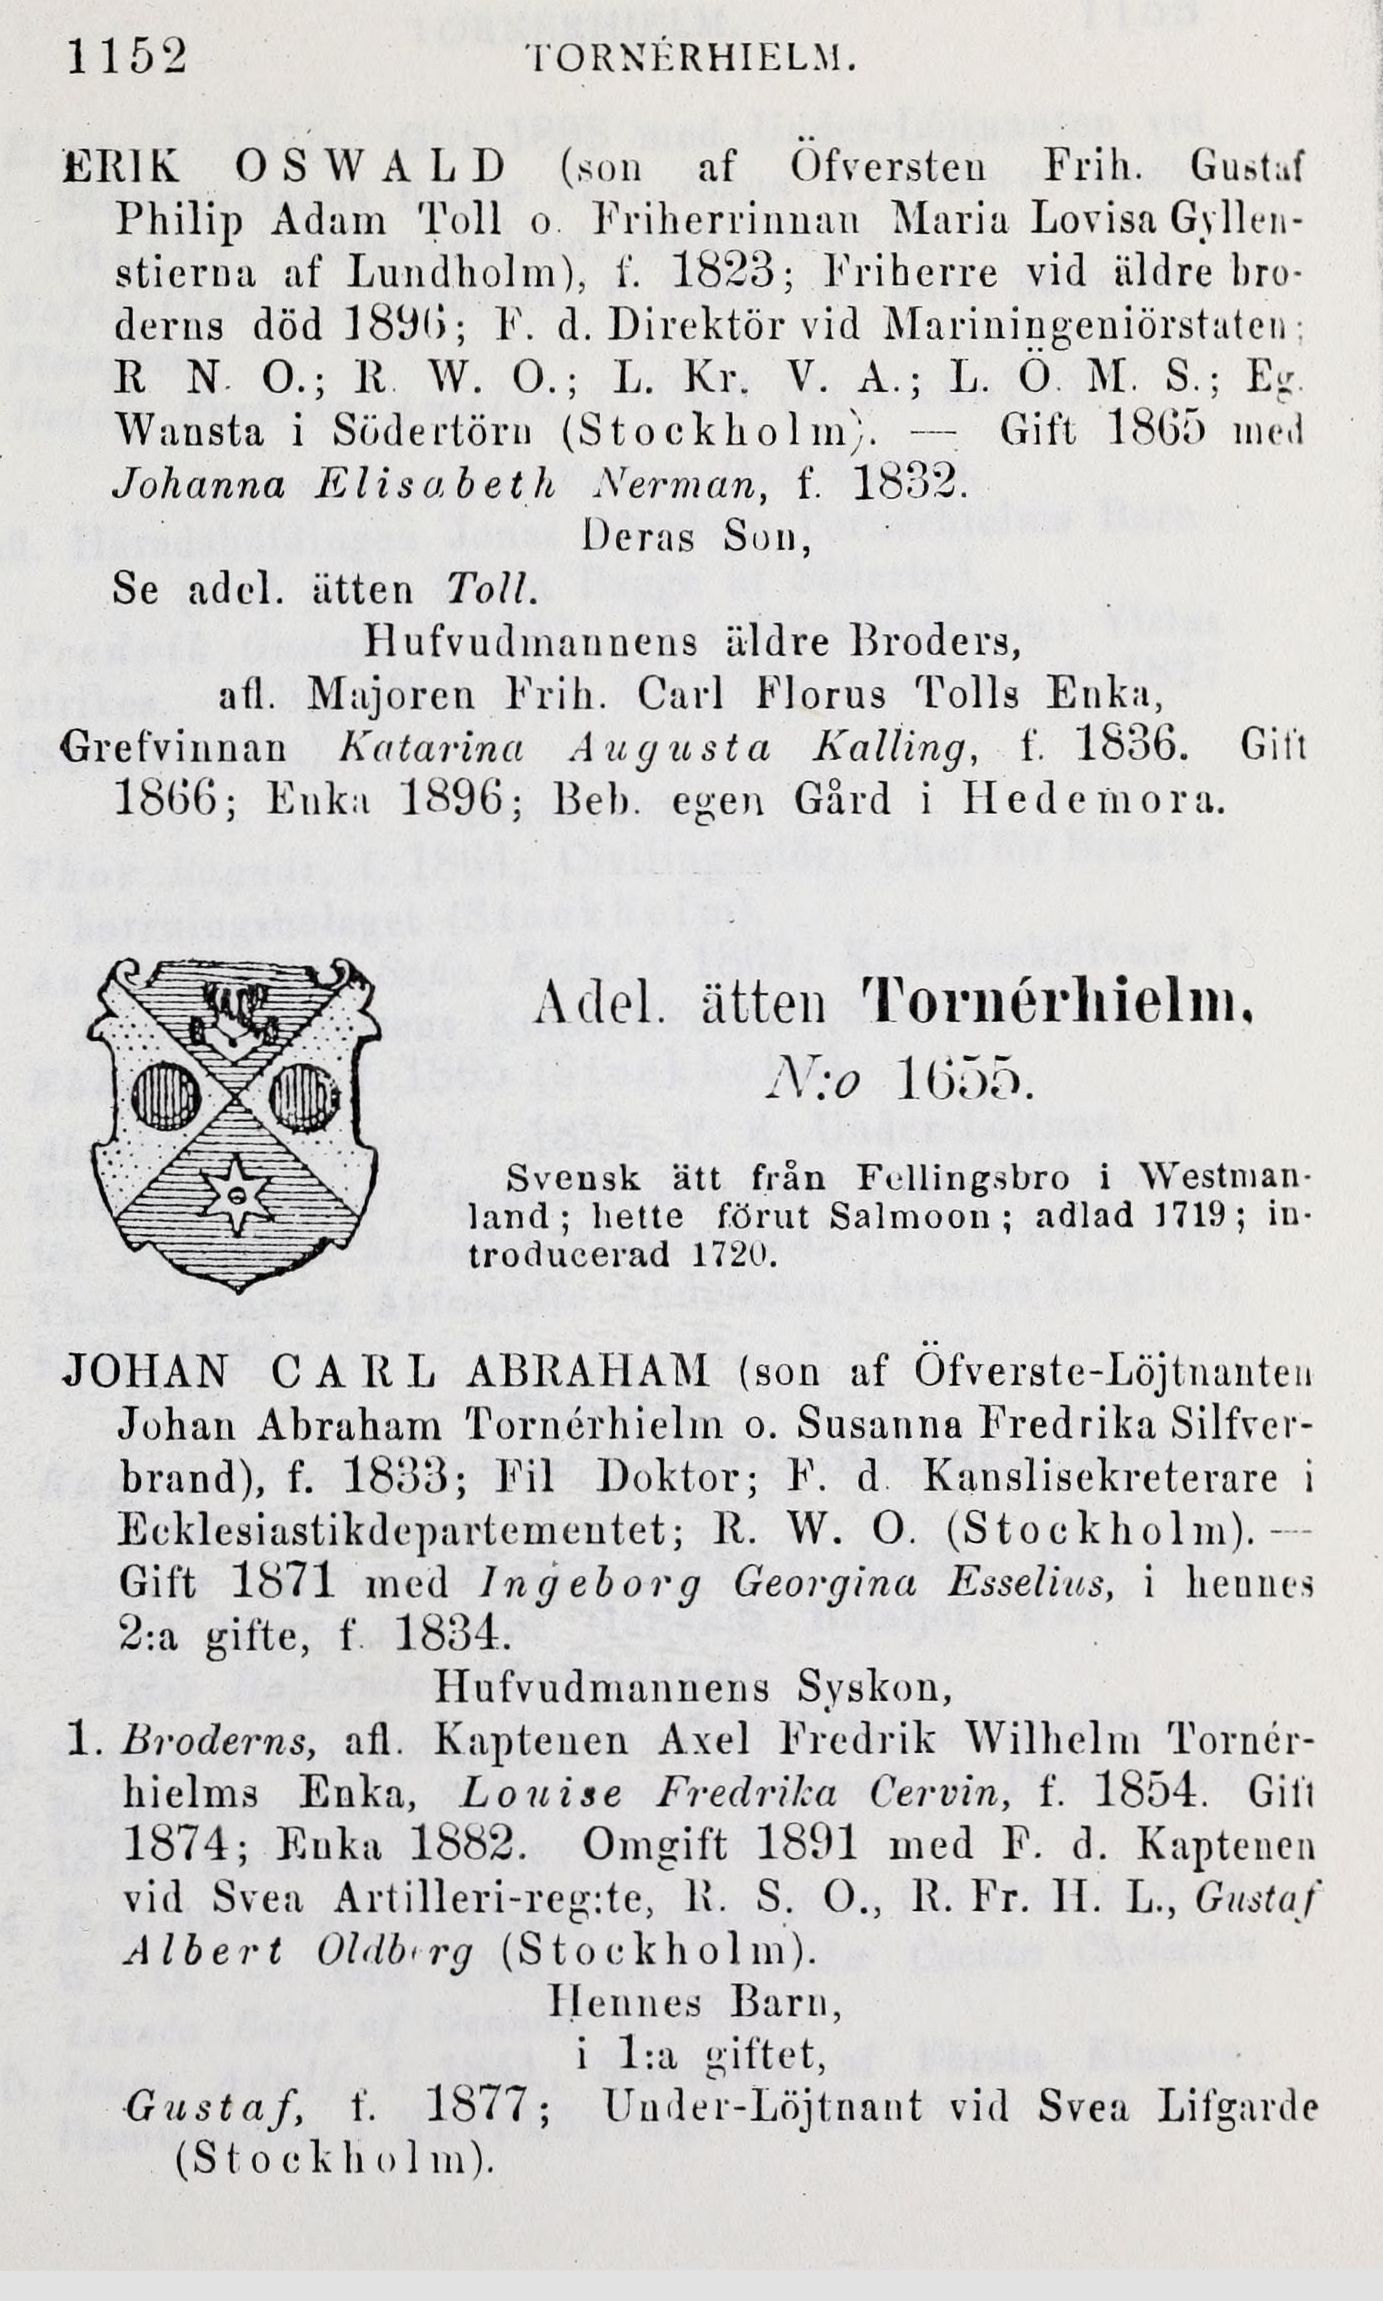 1152 TORNÉRHIELM.
ERIK OSWALD (son af Öfversten Frih. Gustaf
Philip Adam Toll o. Friherrinnan Maria Lovisa Gyllen-
stierna af Lundholm), f. 1823; Friherre vid äldre bro-
derns död 1896; F. d. Direktör vid Mariningeniörstaten;
R N. O.; R. W. O.; L. Kr. V. A.; L. Ö. M. S.; Eg.
Wansta i Södertörn (Stockholm). — Gift 1865 med
Johanna Elisabeth Nerman, f. 1832.
Deras Son,
Se adel. ätten Toll.
Hufvudmannens äldre Broders,
afl. Majoren Frih. Carl Florus Tolls Enka,
Grefvinnan Katarina Augusta Kalling, f. 1836. Gift
1866; Enka 1896; Beb. egen Gård i Hedemora.
Adel. ätten Tornérhielm.
N:o 1655.
Svensk ätt från Fellingsbro i Westman-
land; hette förut Salmoon; adlad 1719; in-
troducerad 1720.
JOHAN CARL ABRAHAM (son af Öfverste-Löjtnanten
Johan Abraham Tornérhielm o. Susanna Fredrika Silfver-
brand), f. 1833; Fil Doktor; F. d. Kanslisekreterare i
Ecklesiastikdepartementet; R. W. O. (Stockholm). —
Gift 1871 med Ingeborg Georgina Esselius, i hennes
2:a gifte, f. 1834.
Hufvudmannens Syskon,
1. Broderns, afl. Kaptenen Axel Fredrik Wilhelm Tornér-
hielms Enka, Louise Fredrika Cervin, f. 1854. Gift
1874; Enka 1882. Omgift 1891 med F. d. Kaptenen
vid Svea Artilleri-reg:te, R. S. O., R. Fr. H. L., Gustaf
Albert Oldberg (Stockholm).
Hennes Barn,
i 1:a giftet,
Gustaf, f. 1877; Under-Löjtnant vid Svea Lifgarde
(Stockholm).